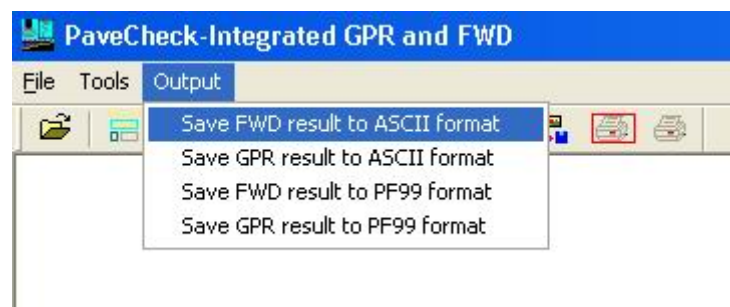 PaveCheck-Integrated GPR and FWD
File Tools Output
Save FWD result to ASCII format
Save GPR result to ASCII format
Save FWD result to PF99 format
Save GPR result to PF99 format